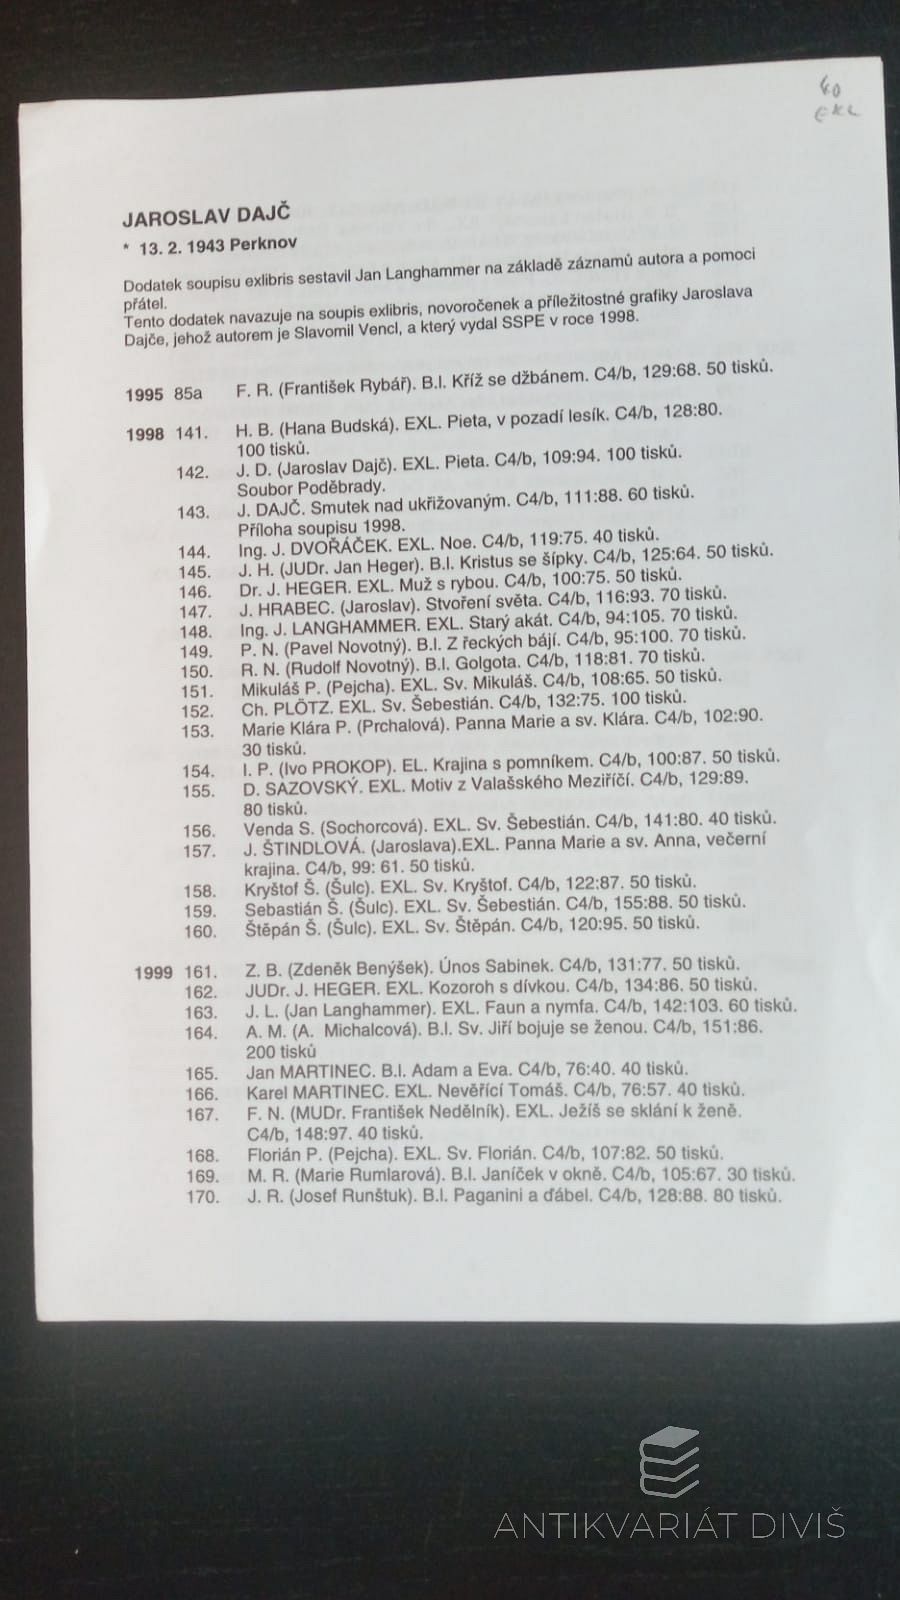 40
EXL
JAROSLAV DAJČ
* 13. 2. 1943 Perknov
Dodatek soupisu exlibris sestavil Jan Langhammer na základě záznamů autora a pomoci
přátel.
Tento dodatek navazuje na soupis exlibris, novoročenek a příležitostné grafiky Jaroslava
Dajče, jehož autorem je Slavomil Vencl, a který vydal SSPE v roce 1998.
1995 85a F. R. (František Rybář). B.l. Kříž se džbánem. C4/b, 129:68. 50 tisků.
1998 141. H. B. (Hana Budská). EXL. Pieta, v pozadí lesík. C4/b, 128:80.
100 tisků.
142. J. D. (Jaroslav Dajč). EXL. Pieta. C4/b, 109:94. 100 tisků.
Soubor Poděbrady.
143. J. DAJČ. Smutek nad ukřižovaným. C4/b, 111:88. 60 tisků.
Příloha soupisu 1998.
144. Ing. J. DVOŘÁČEK. EXL. Noe. C4/b, 119:75. 40 tisků.
145. J. H. (JUDr. Jan Heger). B.l. Kristus se šípky. C4/b, 125:64. 50 tisků.
146. Dr. J. HEGER. EXL. Muž s rybou. C4/b, 100:75. 50 tisků.
147. J. HRABEC. (Jaroslav). Stvoření světa. C4/b, 116:93. 70 tisků.
148. Ing. J. LANGHAMMER. EXL. Starý akát. C4/b, 94:105. 70 tisků.
149. P. N. (Pavel Novotný). B.l. Z řeckých bájí. C4/b, 95:100. 70 tisků.
150. R. N. (Rudolf Novotný). B.l. Golgota. C4/b, 118:81. 70 tisků.
151. Mikuláš P. (Pejcha). EXL. Sv. Mikuláš. C4/b, 108:65. 50 tisků.
152. Ch. PLÖTZ. EXL. Sv. Šebestián. C4/b, 132:75. 100 tisků.
153. Marie Klára P. (Prchalová). Panna Marie a sv. Klára. C4/b, 102:90.
30 tisků.
154. I. P. (Ivo PROKOP). EL. Krajina s pomníkem. C4/b, 100:87. 50 tisků.
155. D. SAZOVSKÝ. EXL. Motiv z Valašského Meziříčí. C4/b, 129:89.
80 tisků.
156. Venda S. (Sochorcová). EXL. Sv. Šebestián. C4/b, 141:80. 40 tisků.
157. J. ŠTINDLOVÁ. (Jaroslava).EXL. Panna Marie a sv. Anna, večerní
krajina. C4/b, 99: 61. 50 tisků.
158. Kryštof Š. (Šulc). EXL. Sv. Kryštof. C4/b, 122:87. 50 tisků.
159. Sebastián Š. (Šulc). EXL. Sv. Šebestián. C4/b, 155:88. 50 tisků.
160. Štěpán Š. (Šulc). EXL. Sv. Štěpán. C4/b, 120:95. 50 tisků.
1999 161. Z. B. (Zdeněk Benýšek). Únos Sabinek. C4/b, 131:77. 50 tisků.
162. JUDr. J. HEGER. EXL. Kozoroh s dívkou. C4/b, 134:86. 50 tisků.
163. J. L. (Jan Langhammer). EXL. Faun a nymfa. C4/b, 142:103. 60 tisků.
164. A. M. (A. Michalcová). B.l. Sv. Jiří bojuje se ženou. C4/b, 151:86.
200 tisků
165. Jan MARTINEC. B.l. Adam a Eva. C4/b, 76:40. 40 tisků.
166. Karel MARTINEC. EXL. Nevěřící Tomáš. C4/b, 76:57. 40 tisků.
167. F. N. (MUDr. František Nedělník). EXL. Ježíš se sklání k ženě.
C4/b, 148:97. 40 tisků.
168. Florián P. (Pejcha). EXL. Sv. Florián. C4/b, 107:82. 50 tisků.
169. M. R. (Marie Rumlarová). B.l. Janíček v okně. C4/b, 105:67. 30 tisků.
170. J. R. (Josef Runštuk). B.l. Paganini a ďábel. C4/b, 128:88. 80 tisků.
ANTIKVARIÁT DIVIŠ